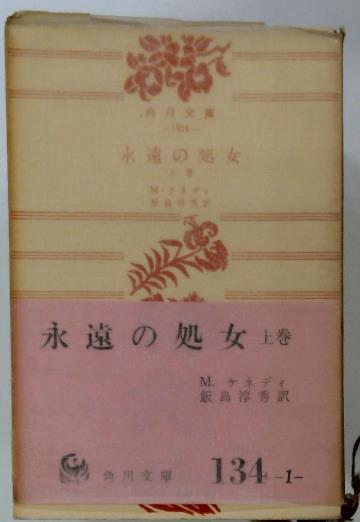 角川文庫
永遠の処女
上巻
M. ケネディ
飯島淳秀訳
永遠の処女 上巻
M. ケネディ
飯島淳秀訳
角川文庫 134 -1-